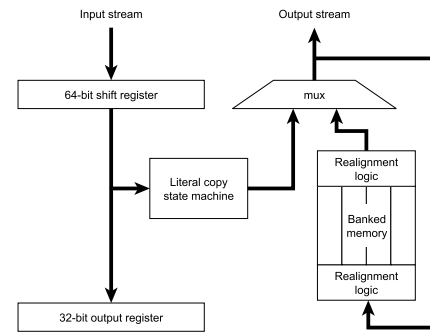 Input stream
Output stream
64-bit shift register
mux
Literal copy
state machine
Realignment
logic
Banked
memory
Realignment
logic
32-bit output register